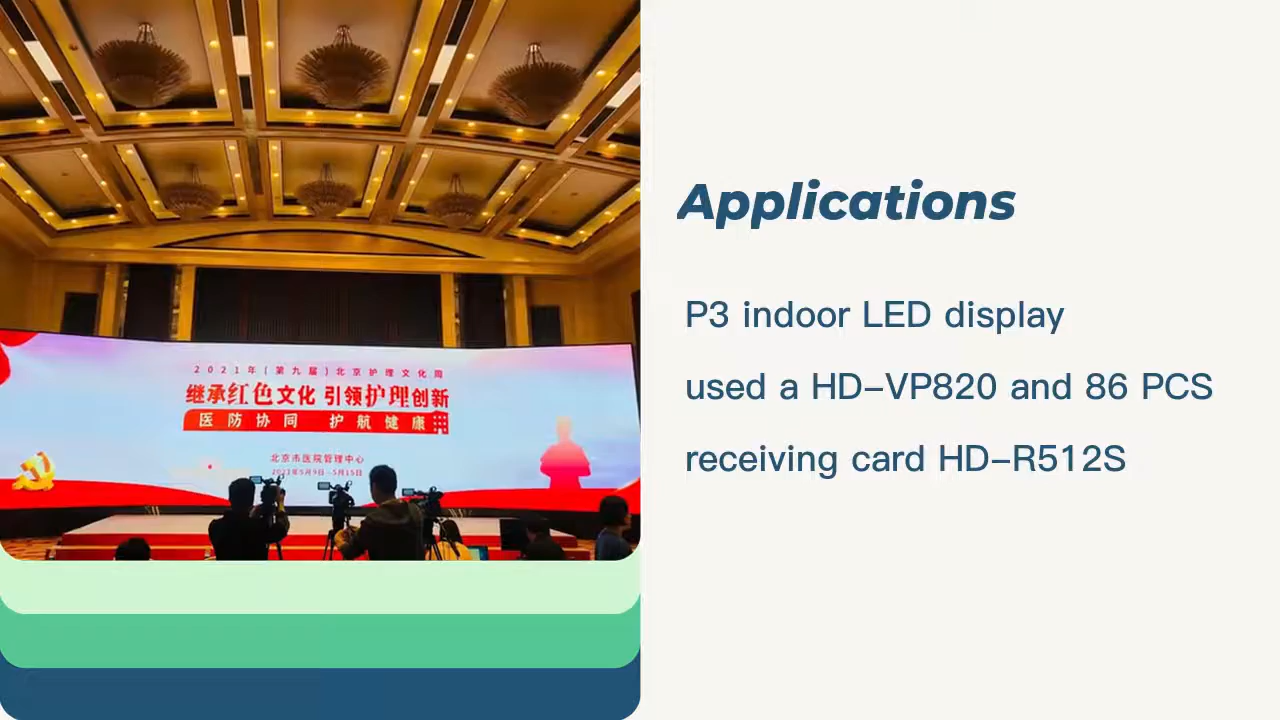 2021年(第九届)北京护理文化周
继承红色文化 引领护理创新
医防协同 护航健康
北京市医院管理中心
2021年5月9日-5月15日
Applications
P3 indoor LED display
used a HD-VP820 and 86 PCS
receiving card HD-R512S